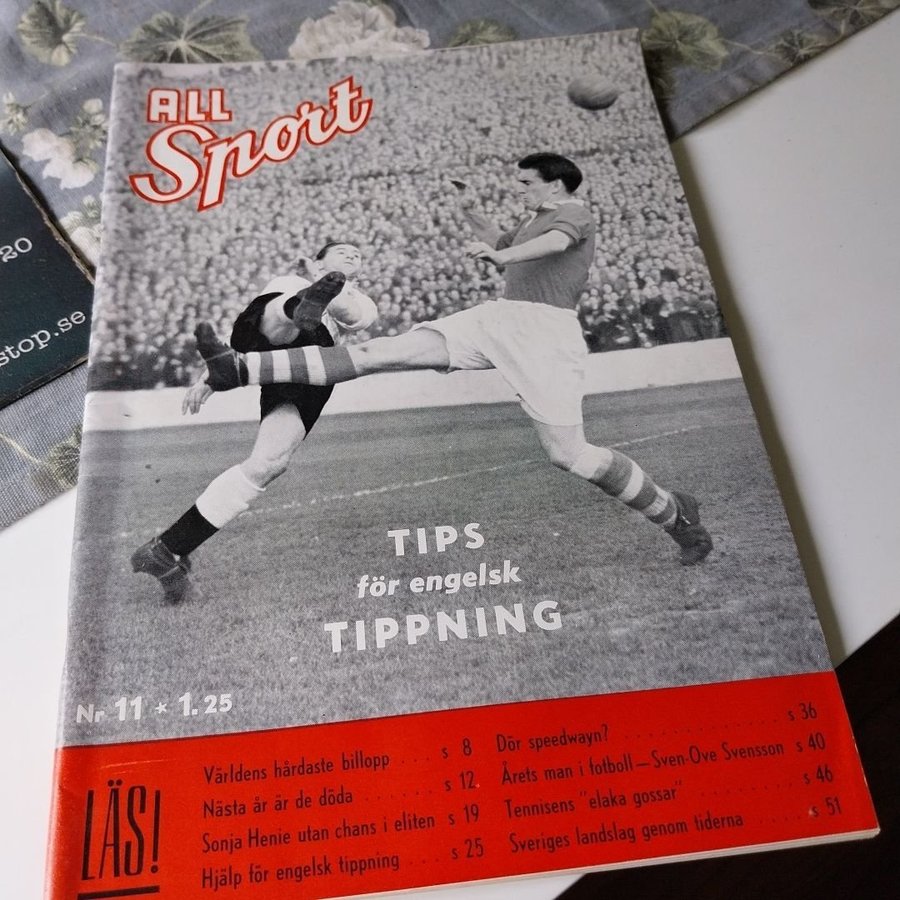 ALL
Sport
20
stop.se
TIPS
för engelsk
TIPPNING
Nr 11 * 1.25
LÄS!
Världens hårdaste billopp . . . s 8
Nästa år är de döda . . . . . . s 12
Sonja Henie utan chans i eliten s 19
Hjälp för engelsk tippning . . . s 25
Dör speedwayn? . . . . . . . . . . . . s 36
Årets man i fotboll — Sven-Ove Svensson s 40
Tennisens "elaka gossar" . . . . . . . . s 46
Sveriges landslag genom tiderna . . . . . s 51